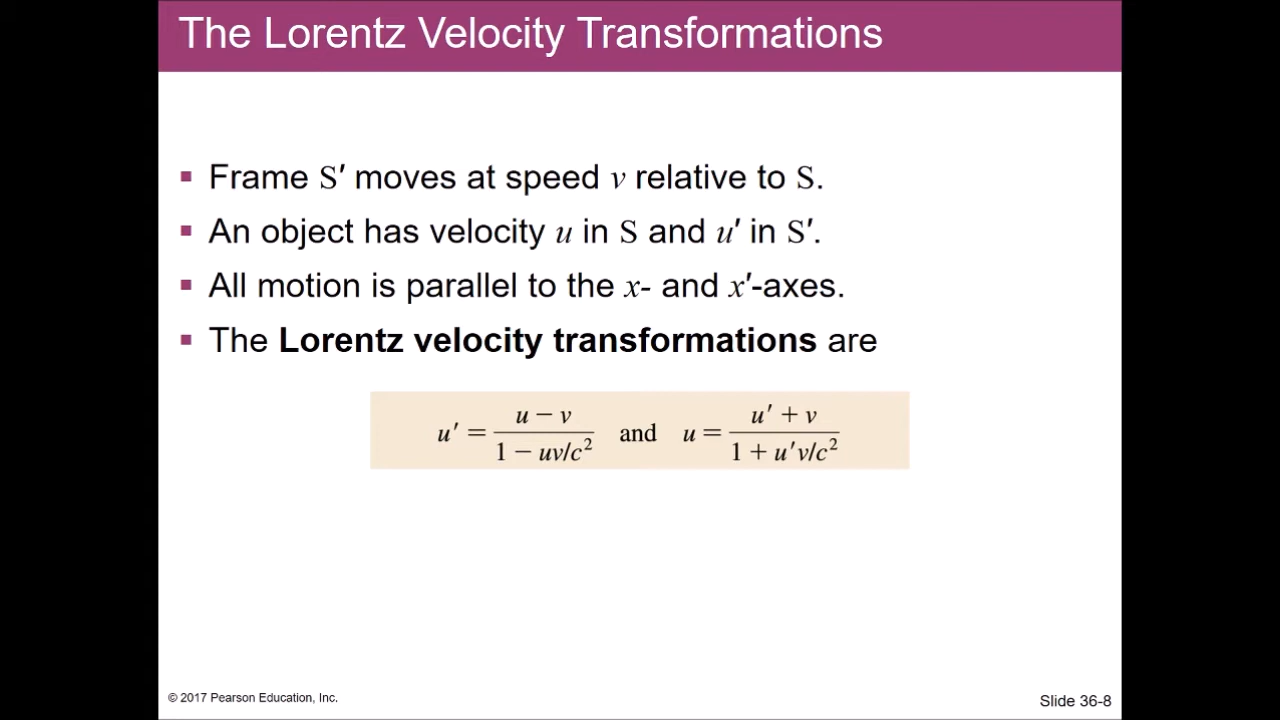 The Lorentz Velocity Transformations
▪ Frame S′ moves at speed v relative to S.
▪ An object has velocity u in S and u′ in S′.
▪ All motion is parallel to the x- and x′-axes.
▪ The Lorentz velocity transformations are
u′ = (u − v)/(1 − uv/c²) and u = (u′ + v)/(1 + u′v/c²)
© 2017 Pearson Education, Inc.
Slide 36-8